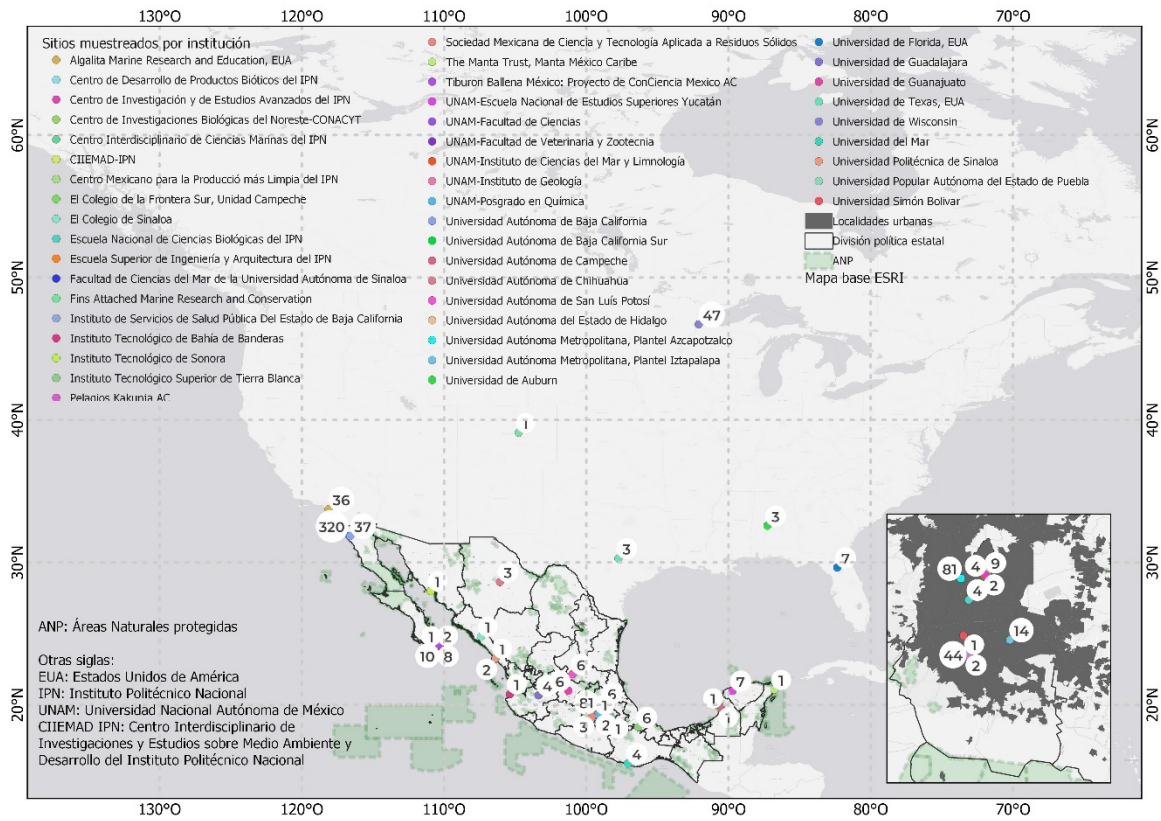 130°O 120°O 110°O 100°O 90°O 80°O 70°O
Sitios muestreados por institución
Algalita Marine Research and Education, EUA
Centro de Desarrollo de Productos Bióticos del IPN
Centro de Investigación y de Estudios Avanzados del IPN
Centro de Investigaciones Biológicas del Noreste-CONACYT
Centro Interdisciplinario de Ciencias Marinas del IPN
CIIEMAD-IPN
Centro Mexicano para la Producció más Limpia del IPN
El Colegio de la Frontera Sur, Unidad Campeche
El Colegio de Sinaloa
Escuela Nacional de Ciencias Biológicas del IPN
Escuela Superior de Ingeniería y Arquitectura del IPN
Facultad de Ciencias del Mar de la Universidad Autónoma de Sinaloa
Fins Attached Marine Research and Conservation
Instituto de Servicios de Salud Pública Del Estado de Baja California
Instituto Tecnológico de Bahía de Banderas
Instituto Tecnológico de Sonora
Instituto Tecnológico Superior de Tierra Blanca
Pelagios Kakunja AC
Sociedad Mexicana de Ciencia y Tecnología Aplicada a Residuos Sólidos
The Manta Trust, Manta México Caribe
Tiburon Ballena México: Proyecto de ConCiencia Mexico AC
UNAM-Escuela Nacional de Estudios Superiores Yucatán
UNAM-Facultad de Ciencias
UNAM-Facultad de Veterinaria y Zootecnia
UNAM-Instituto de Ciencias del Mar y Limnología
UNAM-Instituto de Geología
UNAM-Posgrado en Química
Universidad Autónoma de Baja California
Universidad Autónoma de Baja California Sur
Universidad Autónoma de Campeche
Universidad Autónoma de Chihuahua
Universidad Autónoma de San Luís Potosí
Universidad Autónoma del Estado de Hidalgo
Universidad Autónoma Metropolitana, Plantel Azcapotzalco
Universidad Autónoma Metropolitana, Plantel Iztapalapa
Universidad de Auburn
Universidad de Florida, EUA
Universidad de Guadalajara
Universidad de Guanajuato
Universidad de Texas, EUA
Universidad de Wisconsin
Universidad del Mar
Universidad Politécnica de Sinaloa
Universidad Popular Autónoma del Estado de Puebla
Universidad Simón Bolivar
Localidades urbanas
División política estatal
ANP
Mapa base ESRI
60°N 60°N
50°N 50°N
40°N 40°N
30°N 30°N
20°N 20°N
47
1
36
320 37
3
3
7
3
1
1 2
10 8
1
1
2
1
4
6
6
6
81 1
3 2 1
6
4
1
7
1
1
81 4 9
4 2
14
1
44 2
ANP: Áreas Naturales protegidas
Otras siglas:
EUA: Estados Unidos de América
IPN: Instituto Politécnico Nacional
UNAM: Universidad Nacional Autónoma de México
CIIEMAD IPN: Centro Interdisciplinario de
Investigaciones y Estudios sobre Medio Ambiente y
Desarrollo del Instituto Politécnico Nacional
130°O 120°O 110°O 100°O 90°O 80°O 70°O